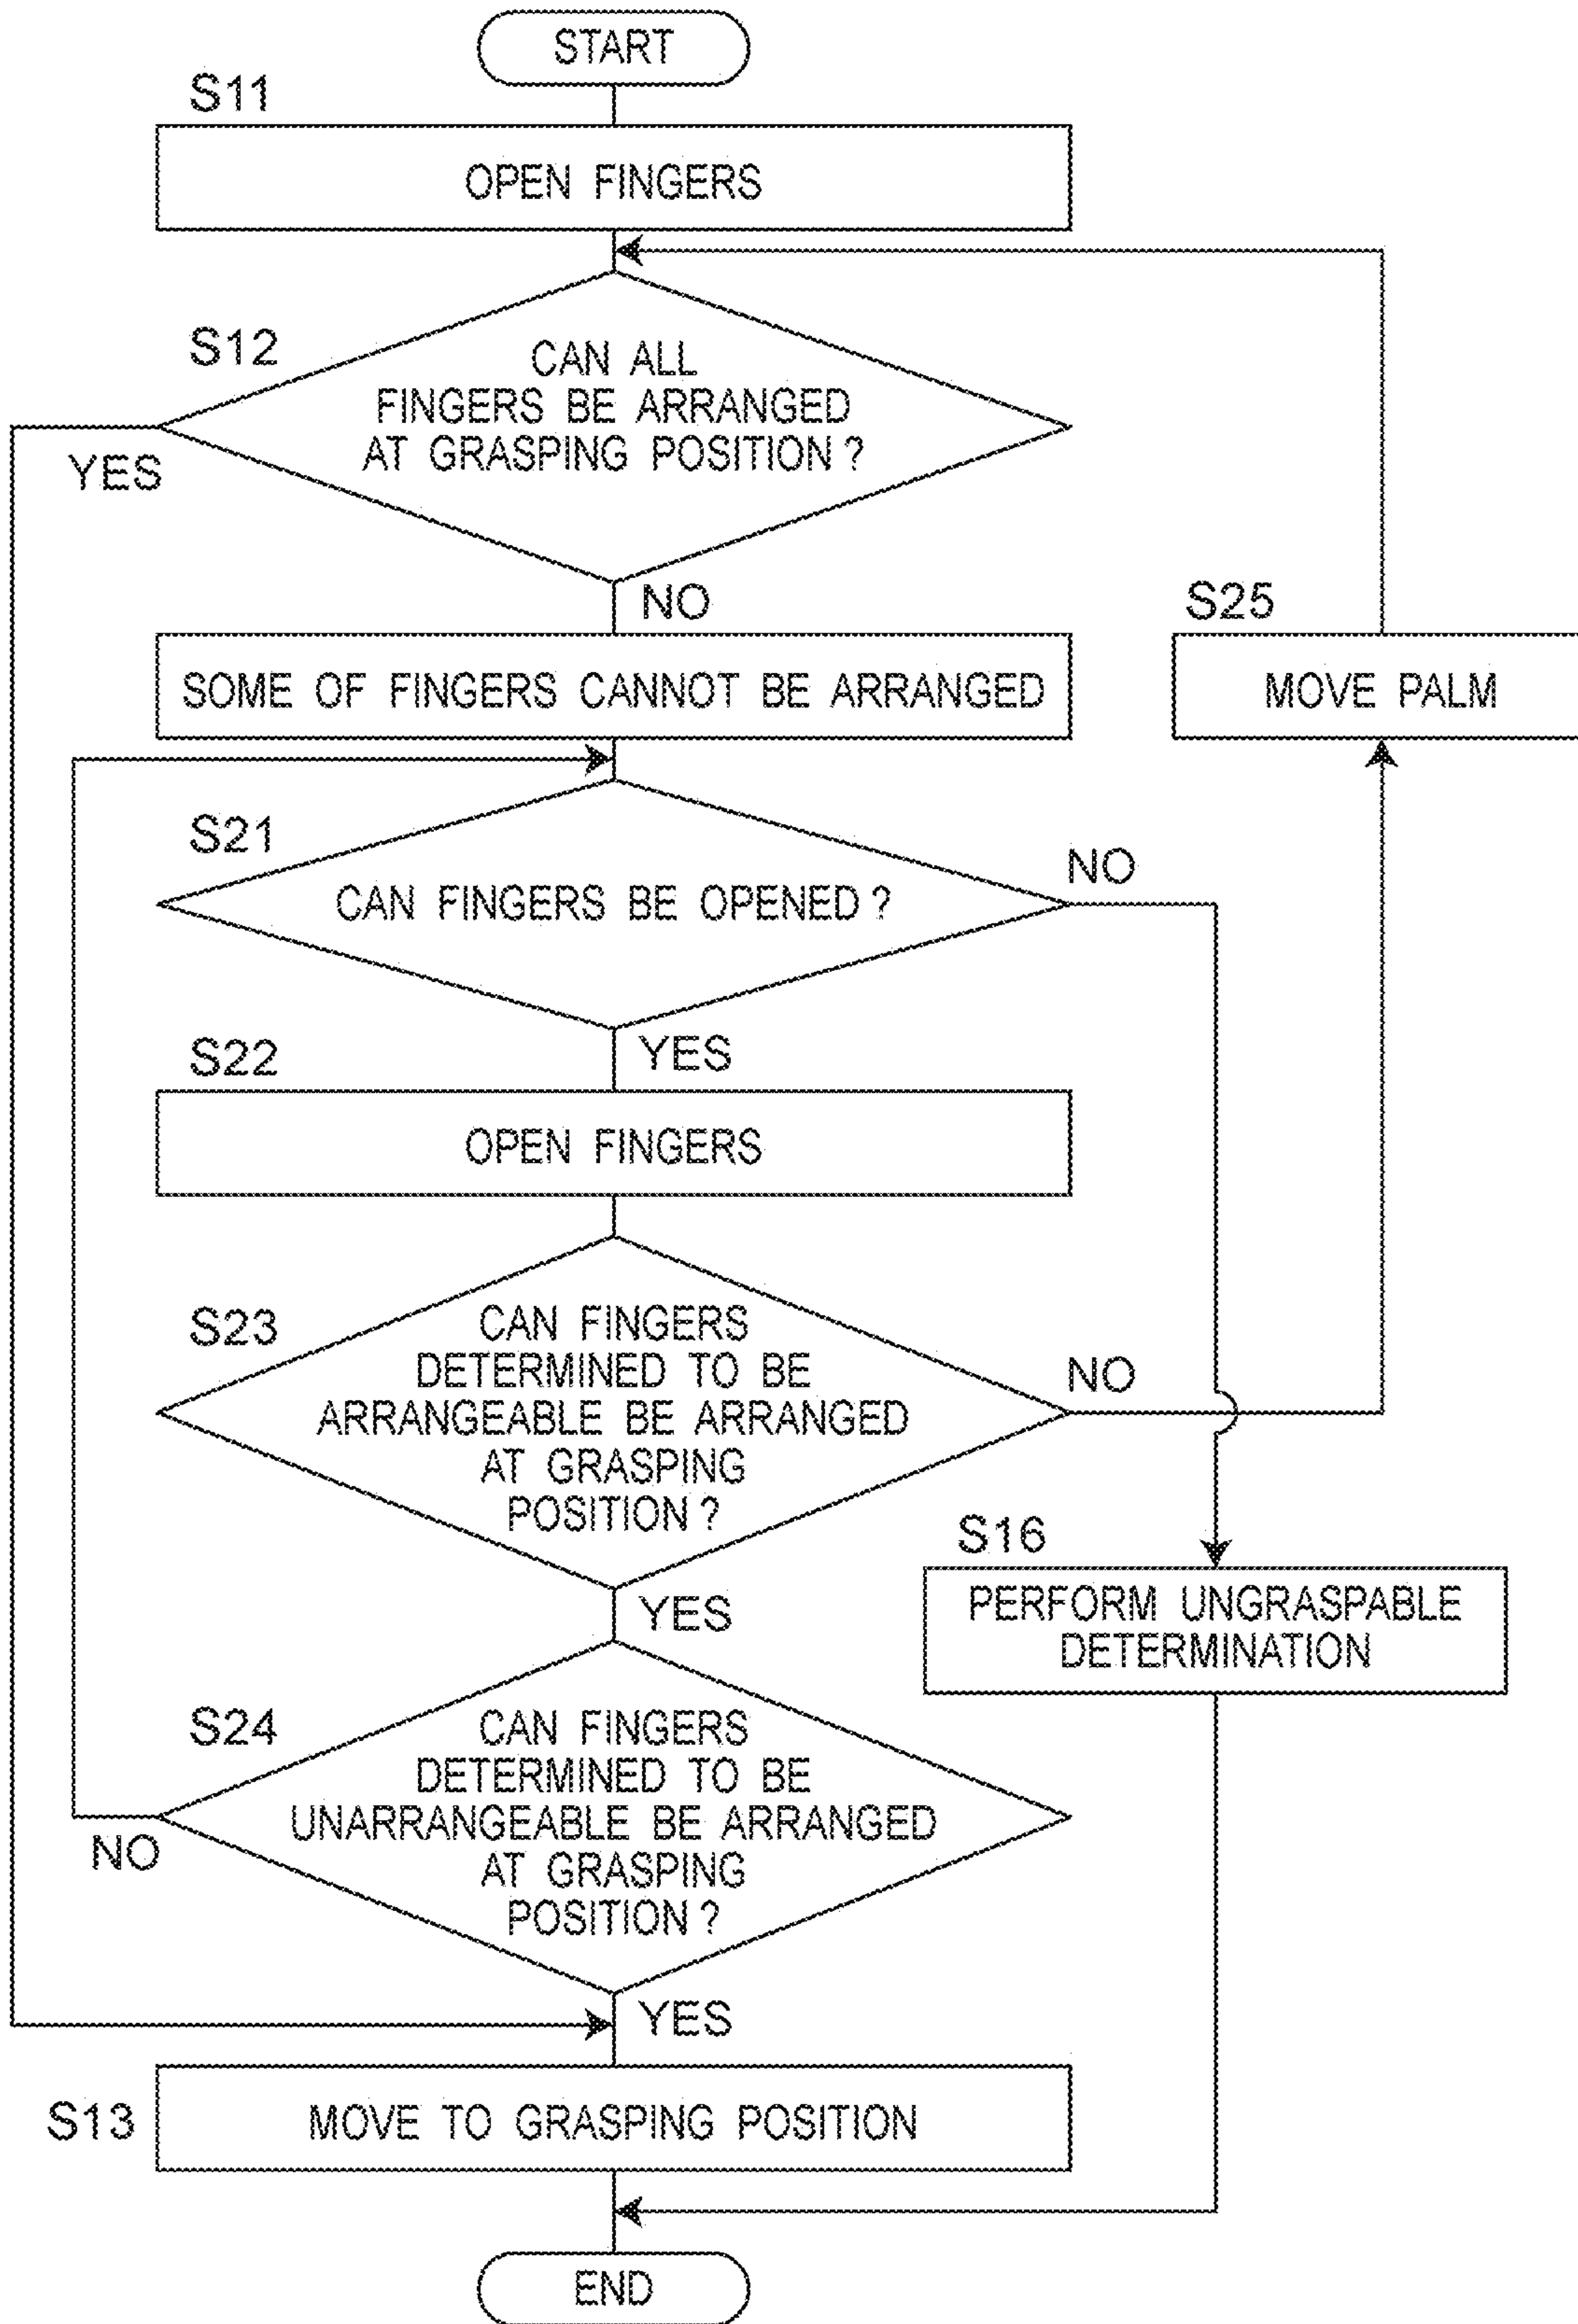 START
S11
OPEN FINGERS
S12
CAN ALL
FINGERS BE ARRANGED
AT GRASPING POSITION ?
YES
NO
SOME OF FINGERS CANNOT BE ARRANGED
S25
MOVE PALM
S21
CAN FINGERS BE OPENED ?
NO
YES
S22
OPEN FINGERS
S23
CAN FINGERS
DETERMINED TO BE
ARRANGEABLE BE ARRANGED
AT GRASPING
POSITION ?
NO
YES
S16
PERFORM UNGRASPABLE
DETERMINATION
S24
CAN FINGERS
DETERMINED TO BE
UNARRANGEABLE BE ARRANGED
AT GRASPING
POSITION ?
NO
YES
S13
MOVE TO GRASPING POSITION
END